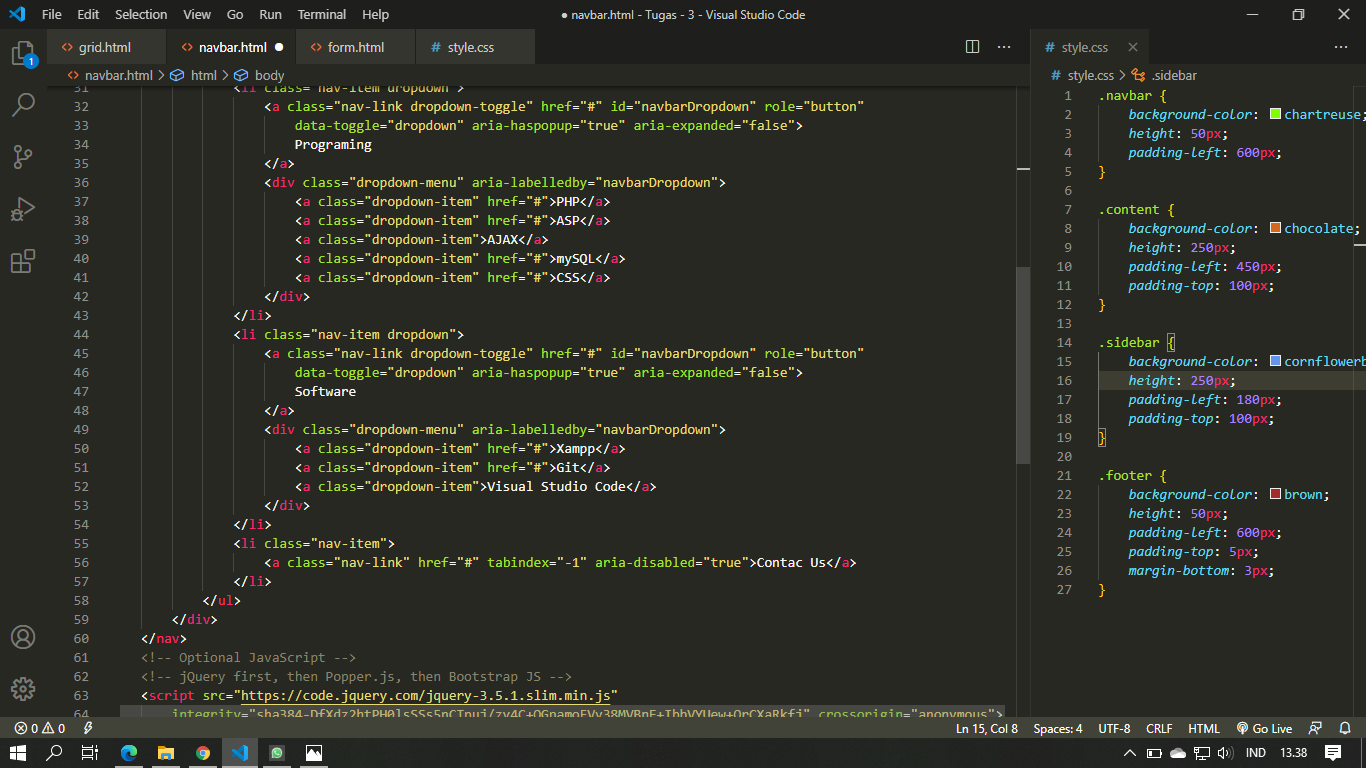 File Edit Selection View Go Run Terminal Help
● navbar.html - Tugas - 3 - Visual Studio Code
1
<> grid.html
<> navbar.html ●
<> form.html
# style.css
navbar.html > html > body
31 <li class="nav-item dropdown">
32 <a class="nav-link dropdown-toggle" href="#" id="navbarDropdown" role="button"
33 data-toggle="dropdown" aria-haspopup="true" aria-expanded="false">
34 Programing
35 </a>
36 <div class="dropdown-menu" aria-labelledby="navbarDropdown">
37 <a class="dropdown-item" href="#">PHP</a>
38 <a class="dropdown-item" href="#">ASP</a>
39 <a class="dropdown-item">AJAX</a>
40 <a class="dropdown-item" href="#">mySQL</a>
41 <a class="dropdown-item" href="#">CSS</a>
42 </div>
43 </li>
44 <li class="nav-item dropdown">
45 <a class="nav-link dropdown-toggle" href="#" id="navbarDropdown" role="button"
46 data-toggle="dropdown" aria-haspopup="true" aria-expanded="false">
47 Software
48 </a>
49 <div class="dropdown-menu" aria-labelledby="navbarDropdown">
50 <a class="dropdown-item" href="#">Xampp</a>
51 <a class="dropdown-item" href="#">Git</a>
52 <a class="dropdown-item">Visual Studio Code</a>
53 </div>
54 </li>
55 <li class="nav-item">
56 <a class="nav-link" href="#" tabindex="-1" aria-disabled="true">Contac Us</a>
57 </li>
58 </ul>
59 </div>
60 </nav>
61 <!-- Optional JavaScript -->
62 <!-- jQuery first, then Popper.js, then Bootstrap JS -->
63 <script src="https://code.jquery.com/jquery-3.5.1.slim.min.js"
64 crossorigin="anonymous">
# style.css
style.css > .sidebar
1 .navbar {
2 background-color: chartreuse;
3 height: 50px;
4 padding-left: 600px;
5 }
6
7 .content {
8 background-color: chocolate;
9 height: 250px;
10 padding-left: 450px;
11 padding-top: 100px;
12 }
13
14 .sidebar {
15 background-color: cornflowerb
16 height: 250px;
17 padding-left: 180px;
18 padding-top: 100px;
19 }
20
21 .footer {
22 background-color: brown;
23 height: 50px;
24 padding-left: 600px;
25 padding-top: 5px;
26 margin-bottom: 3px;
27 }
0 0 Ln 15, Col 8 Spaces: 4 UTF-8 CRLF HTML Go Live
IND 13.38